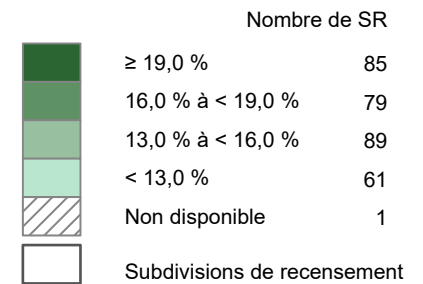 Nombre de SR
≥ 19,0 % 85
16,0 % à < 19,0 % 79
13,0 % à < 16,0 % 89
< 13,0 % 61
Non disponible 1
Subdivisions de recensement